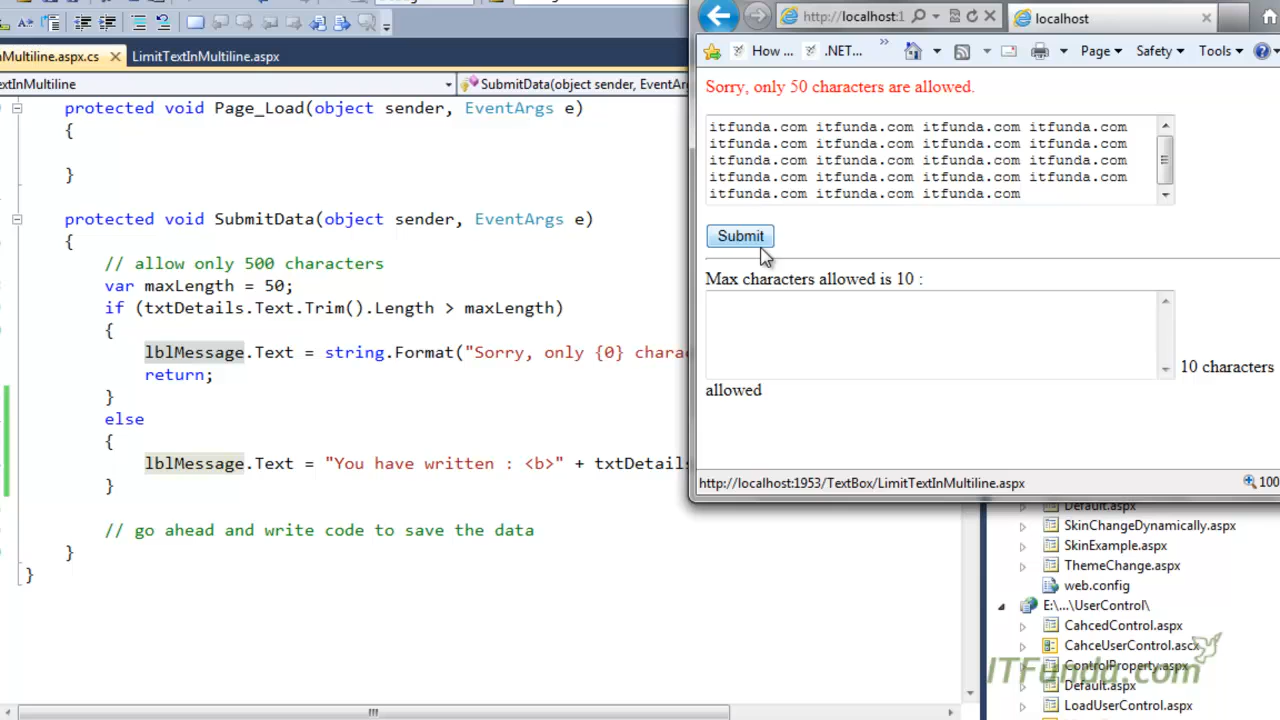 nMultiline.aspx.cs
LimitTextInMultiline.aspx
extInMultiline
SubmitData(object sender, EventArg
protected void Page_Load(object sender, EventArgs e)
{
}
protected void SubmitData(object sender, EventArgs e)
{
// allow only 500 characters
var maxLength = 50;
if (txtDetails.Text.Trim().Length > maxLength)
{
lblMessage.Text = string.Format("Sorry, only {0} charac
return;
}
else
{
lblMessage.Text = "You have written : <b>" + txtDetails
}
// go ahead and write code to save the data
}
}
http://localhost:1
localhost
How ...
.NET...
Page
Safety
Tools
Sorry, only 50 characters are allowed.
itfunda.com itfunda.com itfunda.com itfunda.com
itfunda.com itfunda.com itfunda.com itfunda.com
itfunda.com itfunda.com itfunda.com itfunda.com
itfunda.com itfunda.com itfunda.com itfunda.com
itfunda.com itfunda.com itfunda.com
Submit
Max characters allowed is 10 :
10 characters
allowed
http://localhost:1953/TextBox/LimitTextInMultiline.aspx
100
Default.aspx
SkinChangeDynamically.aspx
SkinExample.aspx
ThemeChange.aspx
web.config
E:\...\UserControl\
CahcedControl.aspx
CahceUserControl.ascx
ControlProperty.aspx
Default.aspx
LoadUserControl.aspx
ITFunda.com